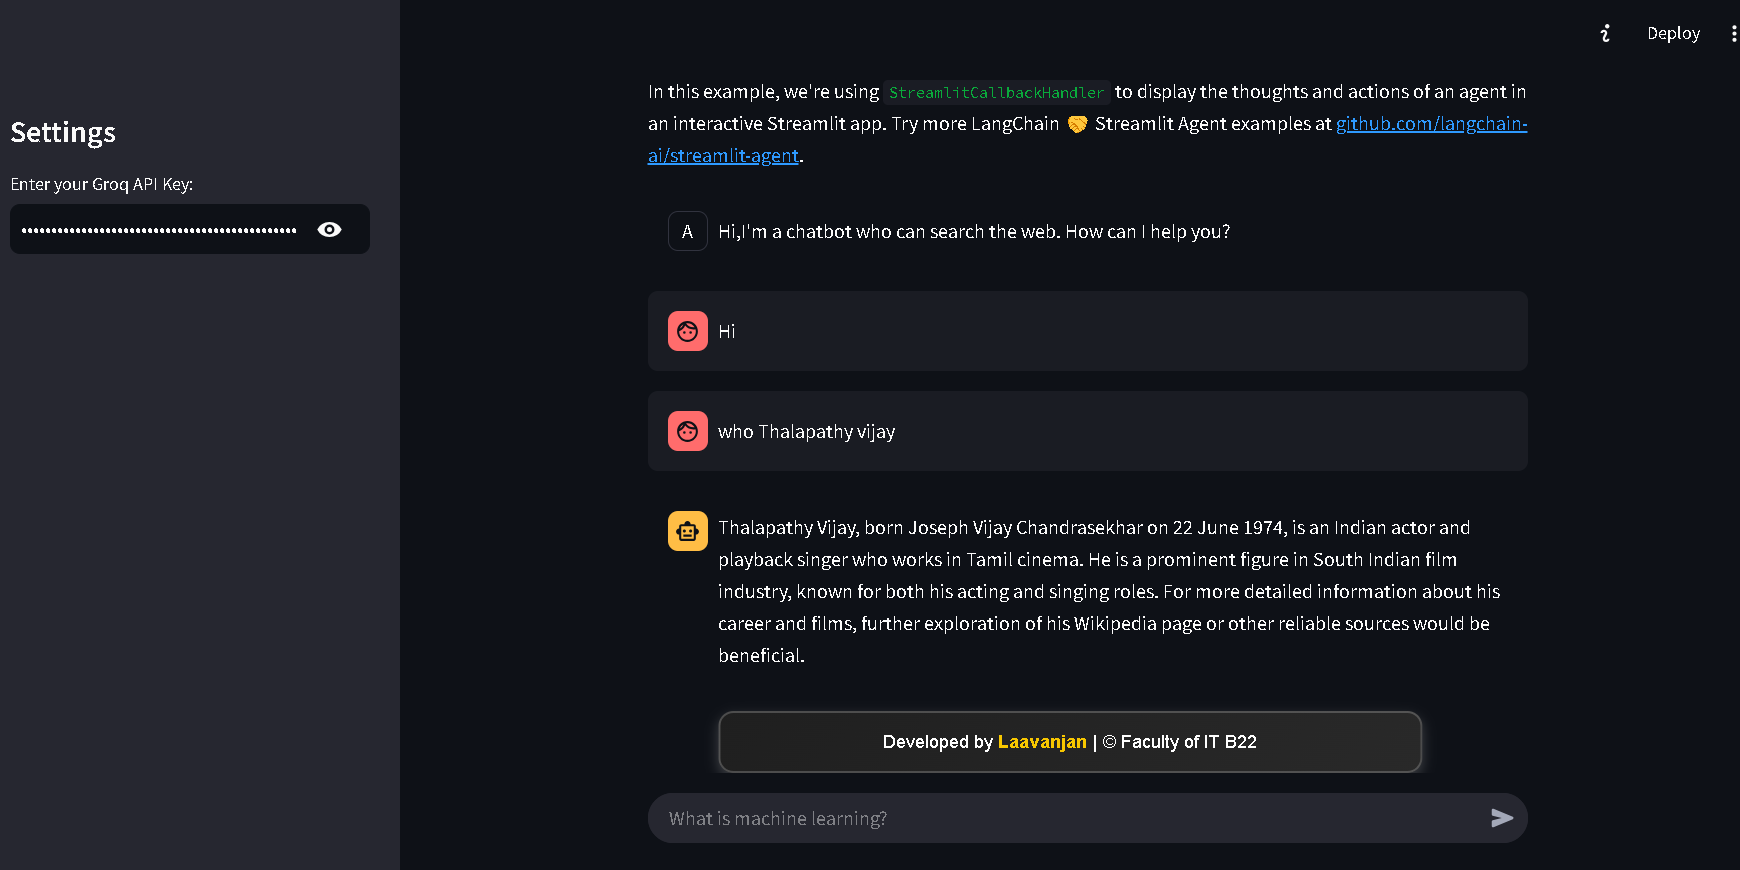 Deploy
Settings
Enter your Groq API Key:
In this example, we're using StreamlitCallbackHandler to display the thoughts and actions of an agent in
an interactive Streamlit app. Try more LangChain 🤝 Streamlit Agent examples at github.com/langchain-
ai/streamlit-agent.
A
Hi,I'm a chatbot who can search the web. How can I help you?
Hi
who Thalapathy vijay
Thalapathy Vijay, born Joseph Vijay Chandrasekhar on 22 June 1974, is an Indian actor and
playback singer who works in Tamil cinema. He is a prominent figure in South Indian film
industry, known for both his acting and singing roles. For more detailed information about his
career and films, further exploration of his Wikipedia page or other reliable sources would be
beneficial.
Developed by Laavanjan | © Faculty of IT B22
What is machine learning?